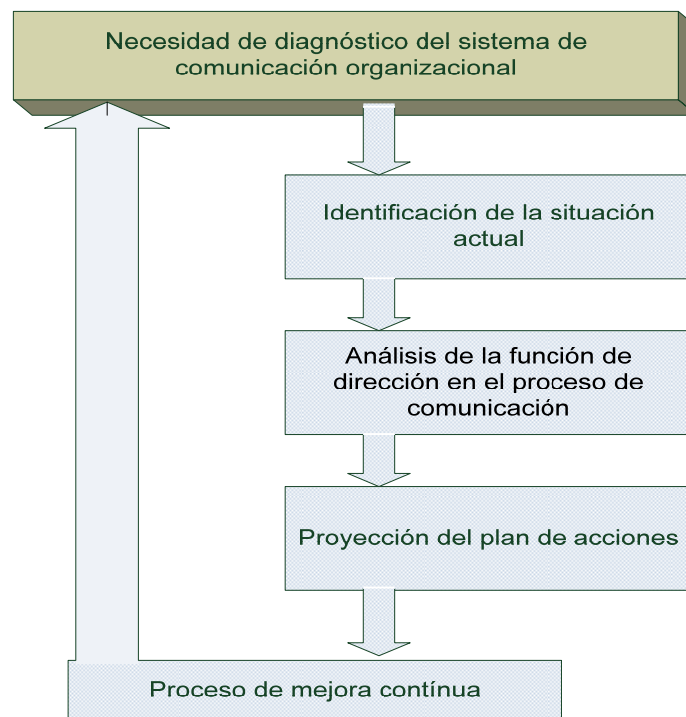 Necesidad de diagnóstico del sistema de
comunicación organizacional
Identificación de la situación
actual
Análisis de la función de
dirección en el proceso de
comunicación
Proyección del plan de acciones
Proceso de mejora contínua